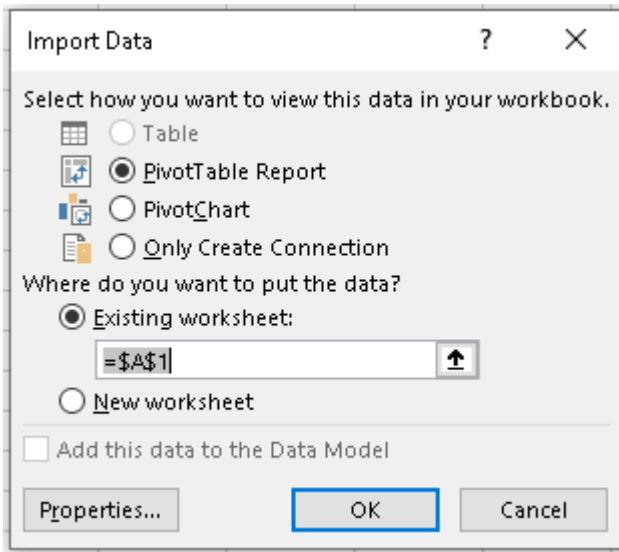 Import Data ?
Select how you want to view this data in your workbook.
Table
PivotTable Report
PivotChart
Only Create Connection
Where do you want to put the data?
Existing worksheet:
=$A$1
New worksheet
Add this data to the Data Model
Properties... OK Cancel